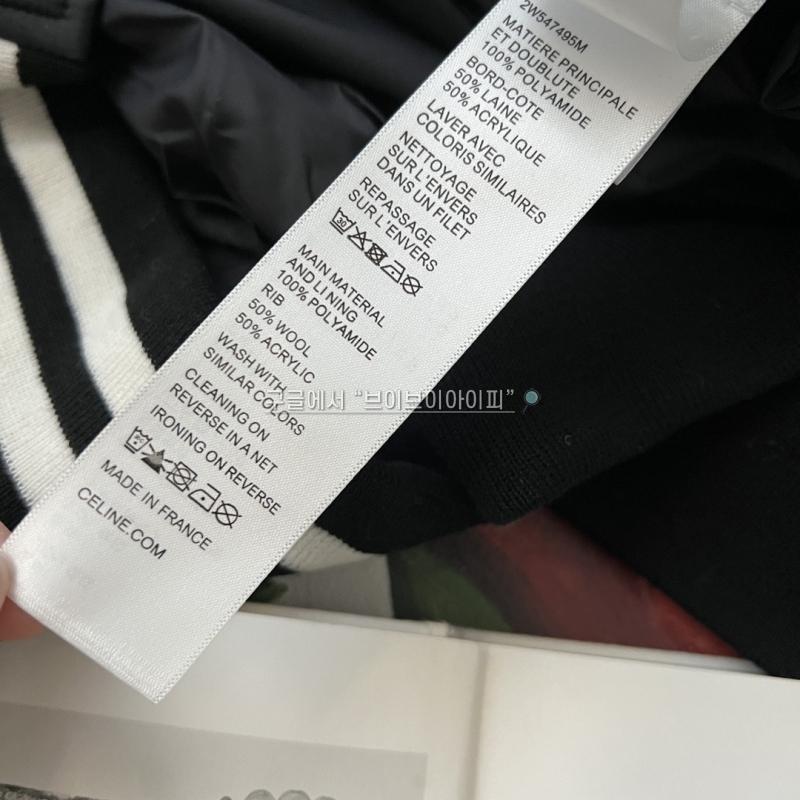 2W547495M
MATIERE PRINCIPALE
ET DOUBLUTE
100% POLYAMIDE
BORD-COTE
50% LAINE
50% ACRYLIQUE
LAVER AVEC
COLORIS SIMILAIRES
NETTOYAGE
SUR L'ENVERS
DANS UN FILET
REPASSAGE
SUR L'ENVERS
30
MAIN MATERIAL
AND LI NING
100% POLYAMIDE
RIB
50% WOOL
50% ACRYLIC
WASH WITH
SIMILAR COLORS
CLEANING ON
REVERSE IN A NET
IRONING ON REVERSE
MADE IN FRANCE
CELINE.COM
구글에서 “브이브이아이피”